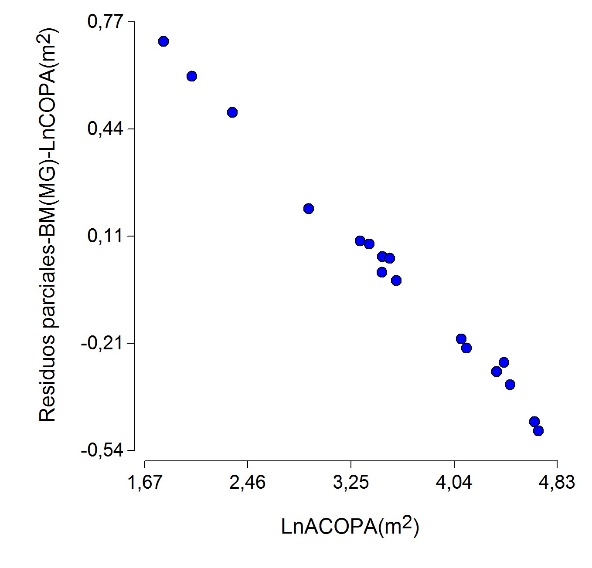 0,77
0,44
0,11
-0,21
-0,54
Residuos parciales-BM(MG)-LnCOPA(m2)
1,67 2,46 3,25 4,04 4,83
LnACOPA(m2)